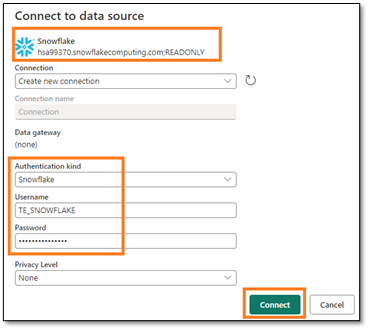 Connect to data source
Snowflake
hsa99370.snowflakecomputing.com;READONLY
Connection
Create new connection
Connection name
Connection
Data gateway
(none)
Authentication kind
Snowflake
Username
TE_SNOWFLAKE
Password
•••••••••••••••
Privacy Level
None
Connect
Cancel